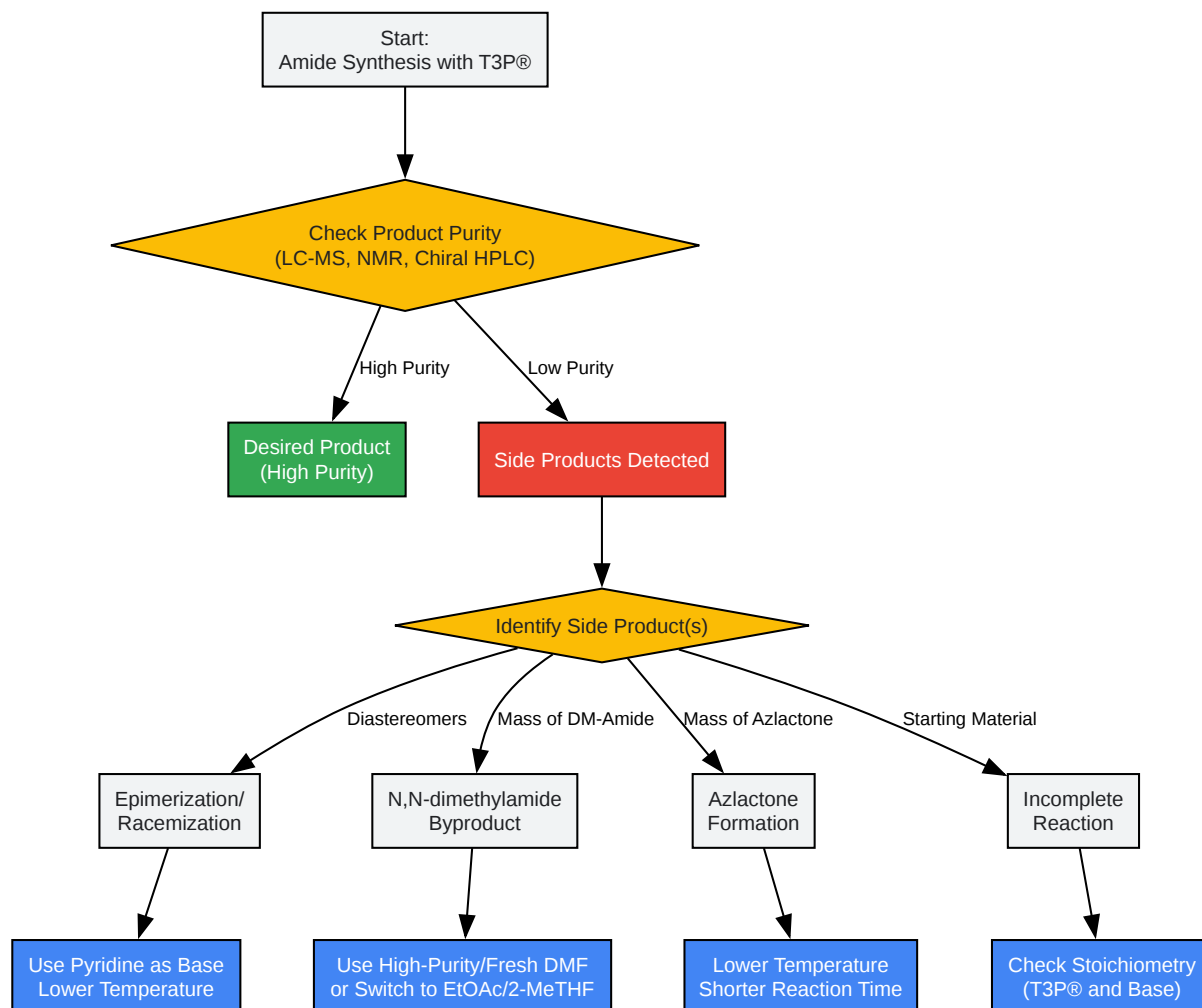 Start:
Amide Synthesis with T3P®
Check Product Purity
(LC-MS, NMR, Chiral HPLC)
High Purity
Low Purity
Desired Product
(High Purity)
Side Products Detected
Identify Side Product(s)
Diastereomers
Mass of DM-Amide
Mass of Azlactone
Starting Material
Epimerization/
Racemization
N,N-dimethylamide
Byproduct
Azlactone
Formation
Incomplete
Reaction
Use Pyridine as Base
Lower Temperature
Use High-Purity/Fresh DMF
or Switch to EtOAc/2-MeTHF
Lower Temperature
Shorter Reaction Time
Check Stoichiometry
(T3P® and Base)